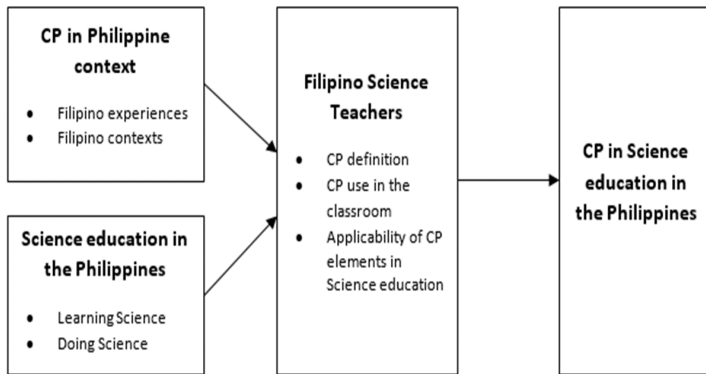 CP in Philippine
context
• Filipino experiences
• Filipino contexts
Science education in
the Philippines
• Learning Science
• Doing Science
Filipino Science
Teachers
• CP definition
• CP use in the
classroom
• Applicability of CP
elements in
Science education
CP in Science
education in
the Philippines